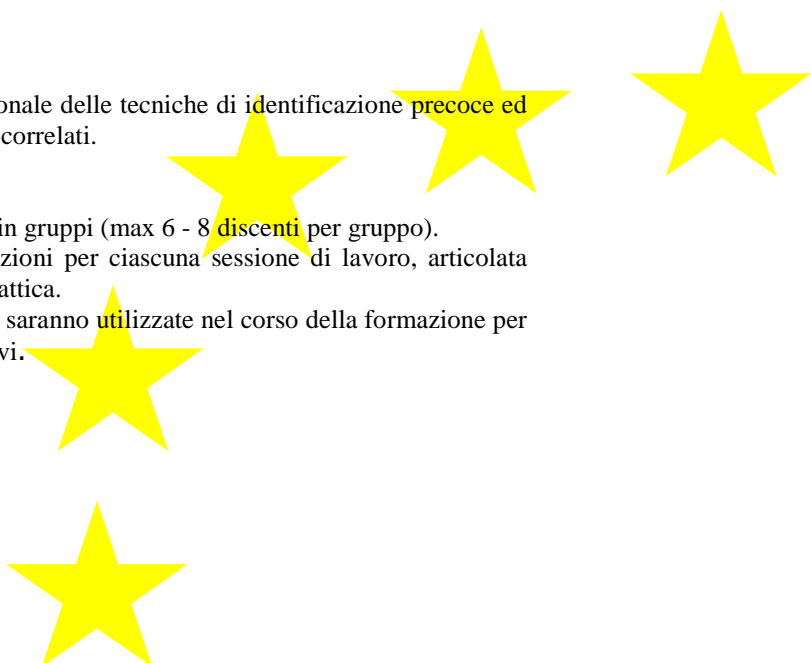 onale delle tecniche di identificazione precoce ed
correlati.
in gruppi (max 6 - 8 discenti per gruppo).
zioni per ciascuna sessione di lavoro, articolata
attica.
saranno utilizzate nel corso della formazione per
vi.